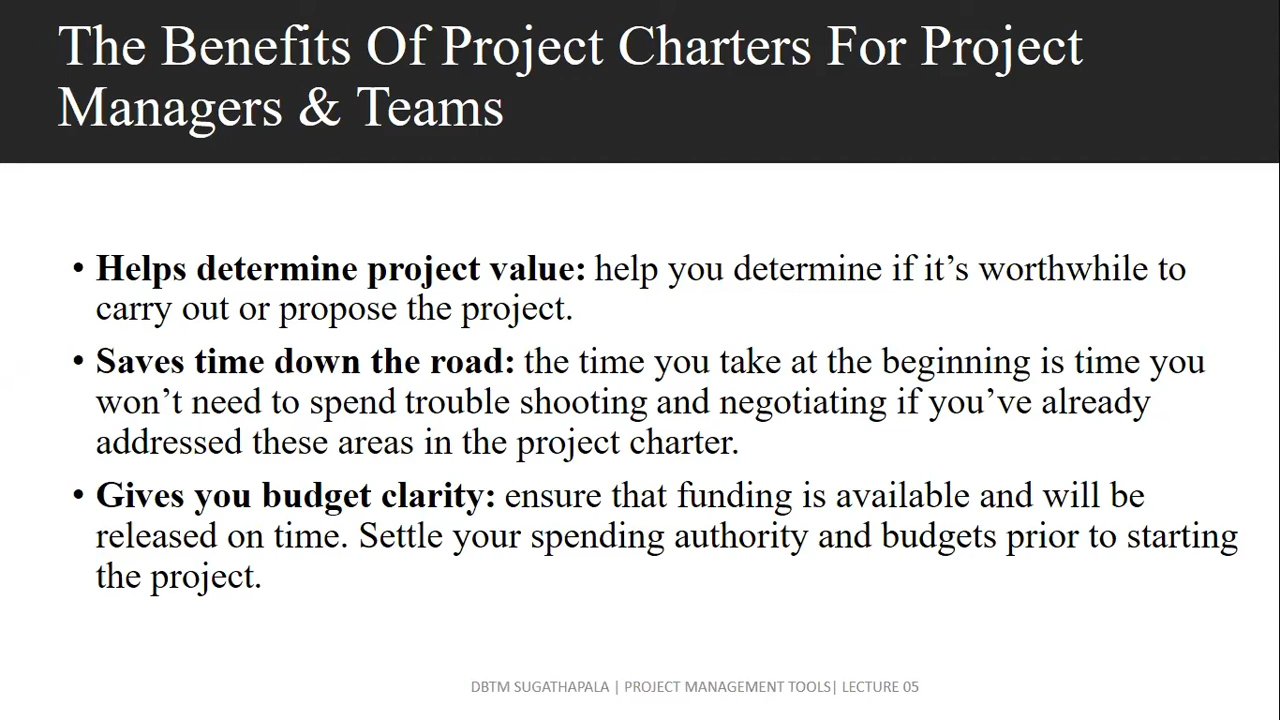 The Benefits Of Project Charters For Project
Managers & Teams
• Helps determine project value: help you determine if it’s worthwhile to
carry out or propose the project.
• Saves time down the road: the time you take at the beginning is time you
won’t need to spend trouble shooting and negotiating if you’ve already
addressed these areas in the project charter.
• Gives you budget clarity: ensure that funding is available and will be
released on time. Settle your spending authority and budgets prior to starting
the project.
DBTM SUGATHAPALA | PROJECT MANAGEMENT TOOLS| LECTURE 05